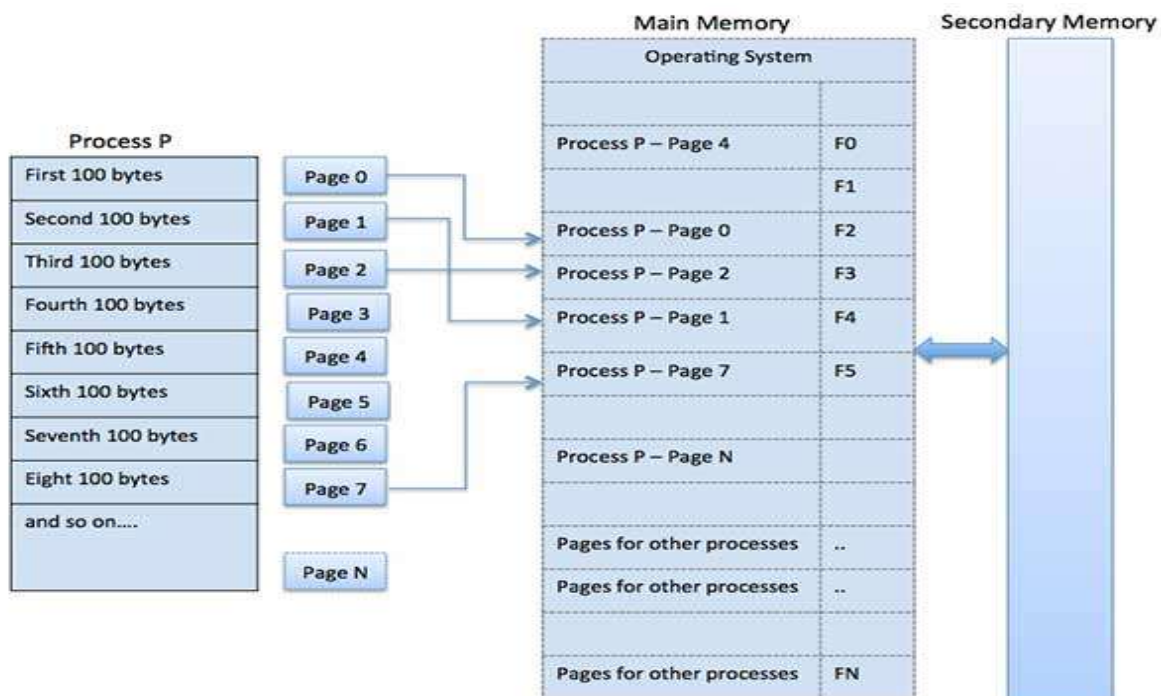 Main Memory
Secondary Memory
Operating System
Process P
First 100 bytes
Second 100 bytes
Third 100 bytes
Fourth 100 bytes
Fifth 100 bytes
Sixth 100 bytes
Seventh 100 bytes
Eight 100 bytes
and so on....
Page 0
Page 1
Page 2
Page 3
Page 4
Page 5
Page 6
Page 7
Page N
Process P – Page 4 F0
F1
Process P – Page 0 F2
Process P – Page 2 F3
Process P – Page 1 F4
Process P – Page 7 F5
Process P – Page N
Pages for other processes ..
Pages for other processes ..
Pages for other processes FN